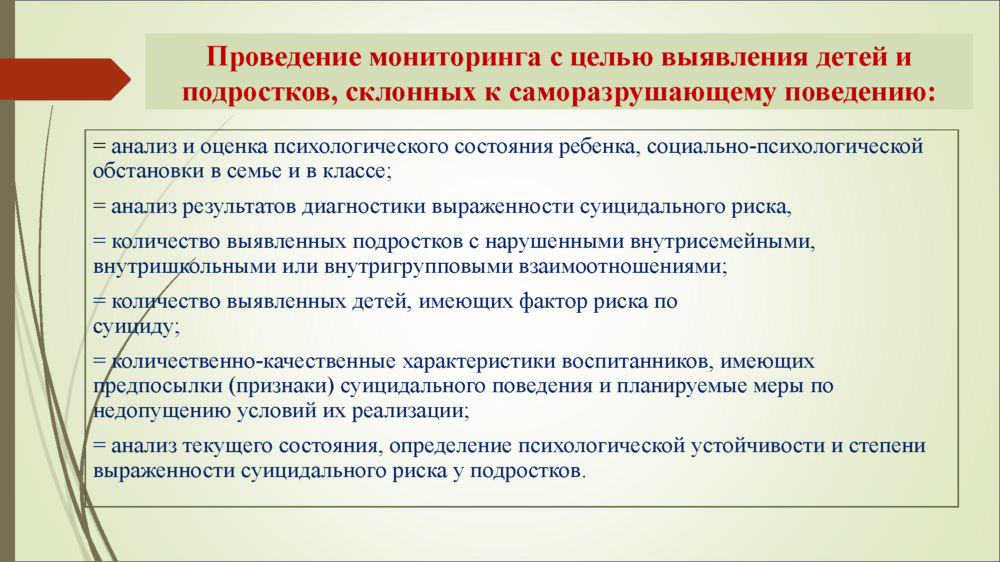 Проведение мониторинга с целью выявления детей и
подростков, склонных к саморазрушающему поведению:
= анализ и оценка психологического состояния ребенка, социально-психологической
обстановки в семье и в классе;
= анализ результатов диагностики выраженности суицидального риска,
= количество выявленных подростков с нарушенными внутрисемейными,
внутришкольными или внутригрупповыми взаимоотношениями;
= количество выявленных детей, имеющих фактор риска по
суициду;
= количественно-качественные характеристики воспитанников, имеющих
предпосылки (признаки) суицидального поведения и планируемые меры по
недопущению условий их реализации;
= анализ текущего состояния, определение психологической устойчивости и степени
выраженности суицидального риска у подростков.